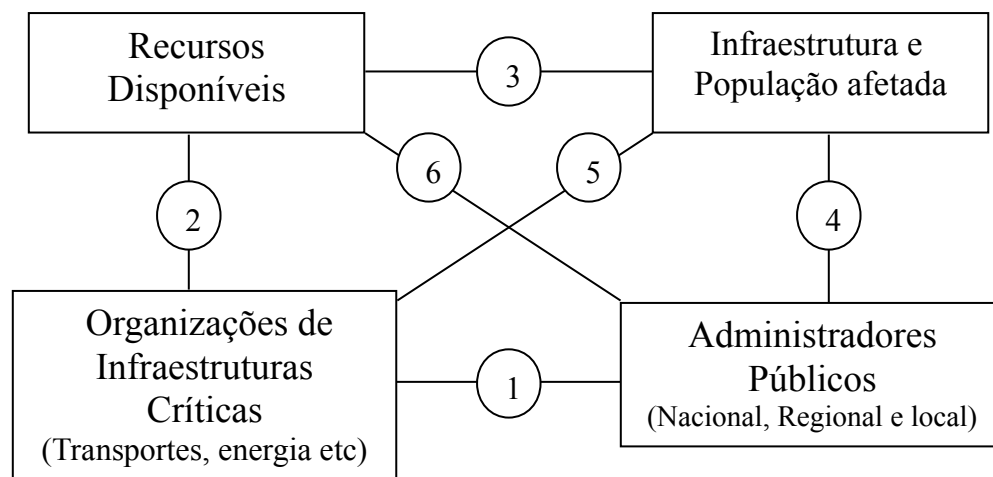 Recursos
Disponíveis
3
Infraestrutura e
População afetada
6
5
2
4
Organizações de
Infraestruturas
Críticas
(Transportes, energia etc)
1
Administradores
Públicos
(Nacional, Regional e local)